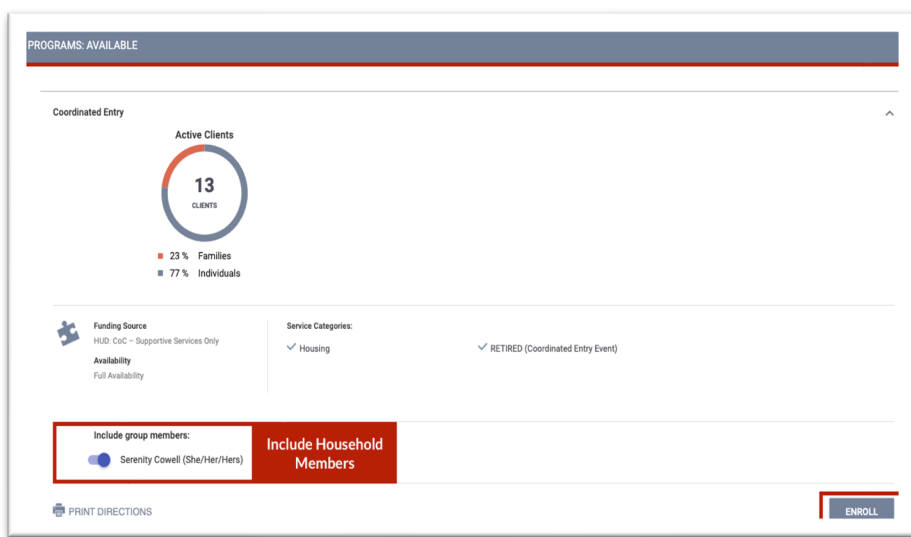 PROGRAMS: AVAILABLE
Coordinated Entry
Active Clients
13
CLIENTS
23 % Families
77 % Individuals
Funding Source
HUD: CoC – Supportive Services Only
Availability
Full Availability
Service Categories:
Housing
RETIRED (Coordinated Entry Event)
Include group members:
Serenity Cowell (She/Her/Hers)
Include Household
Members
PRINT DIRECTIONS
ENROLL